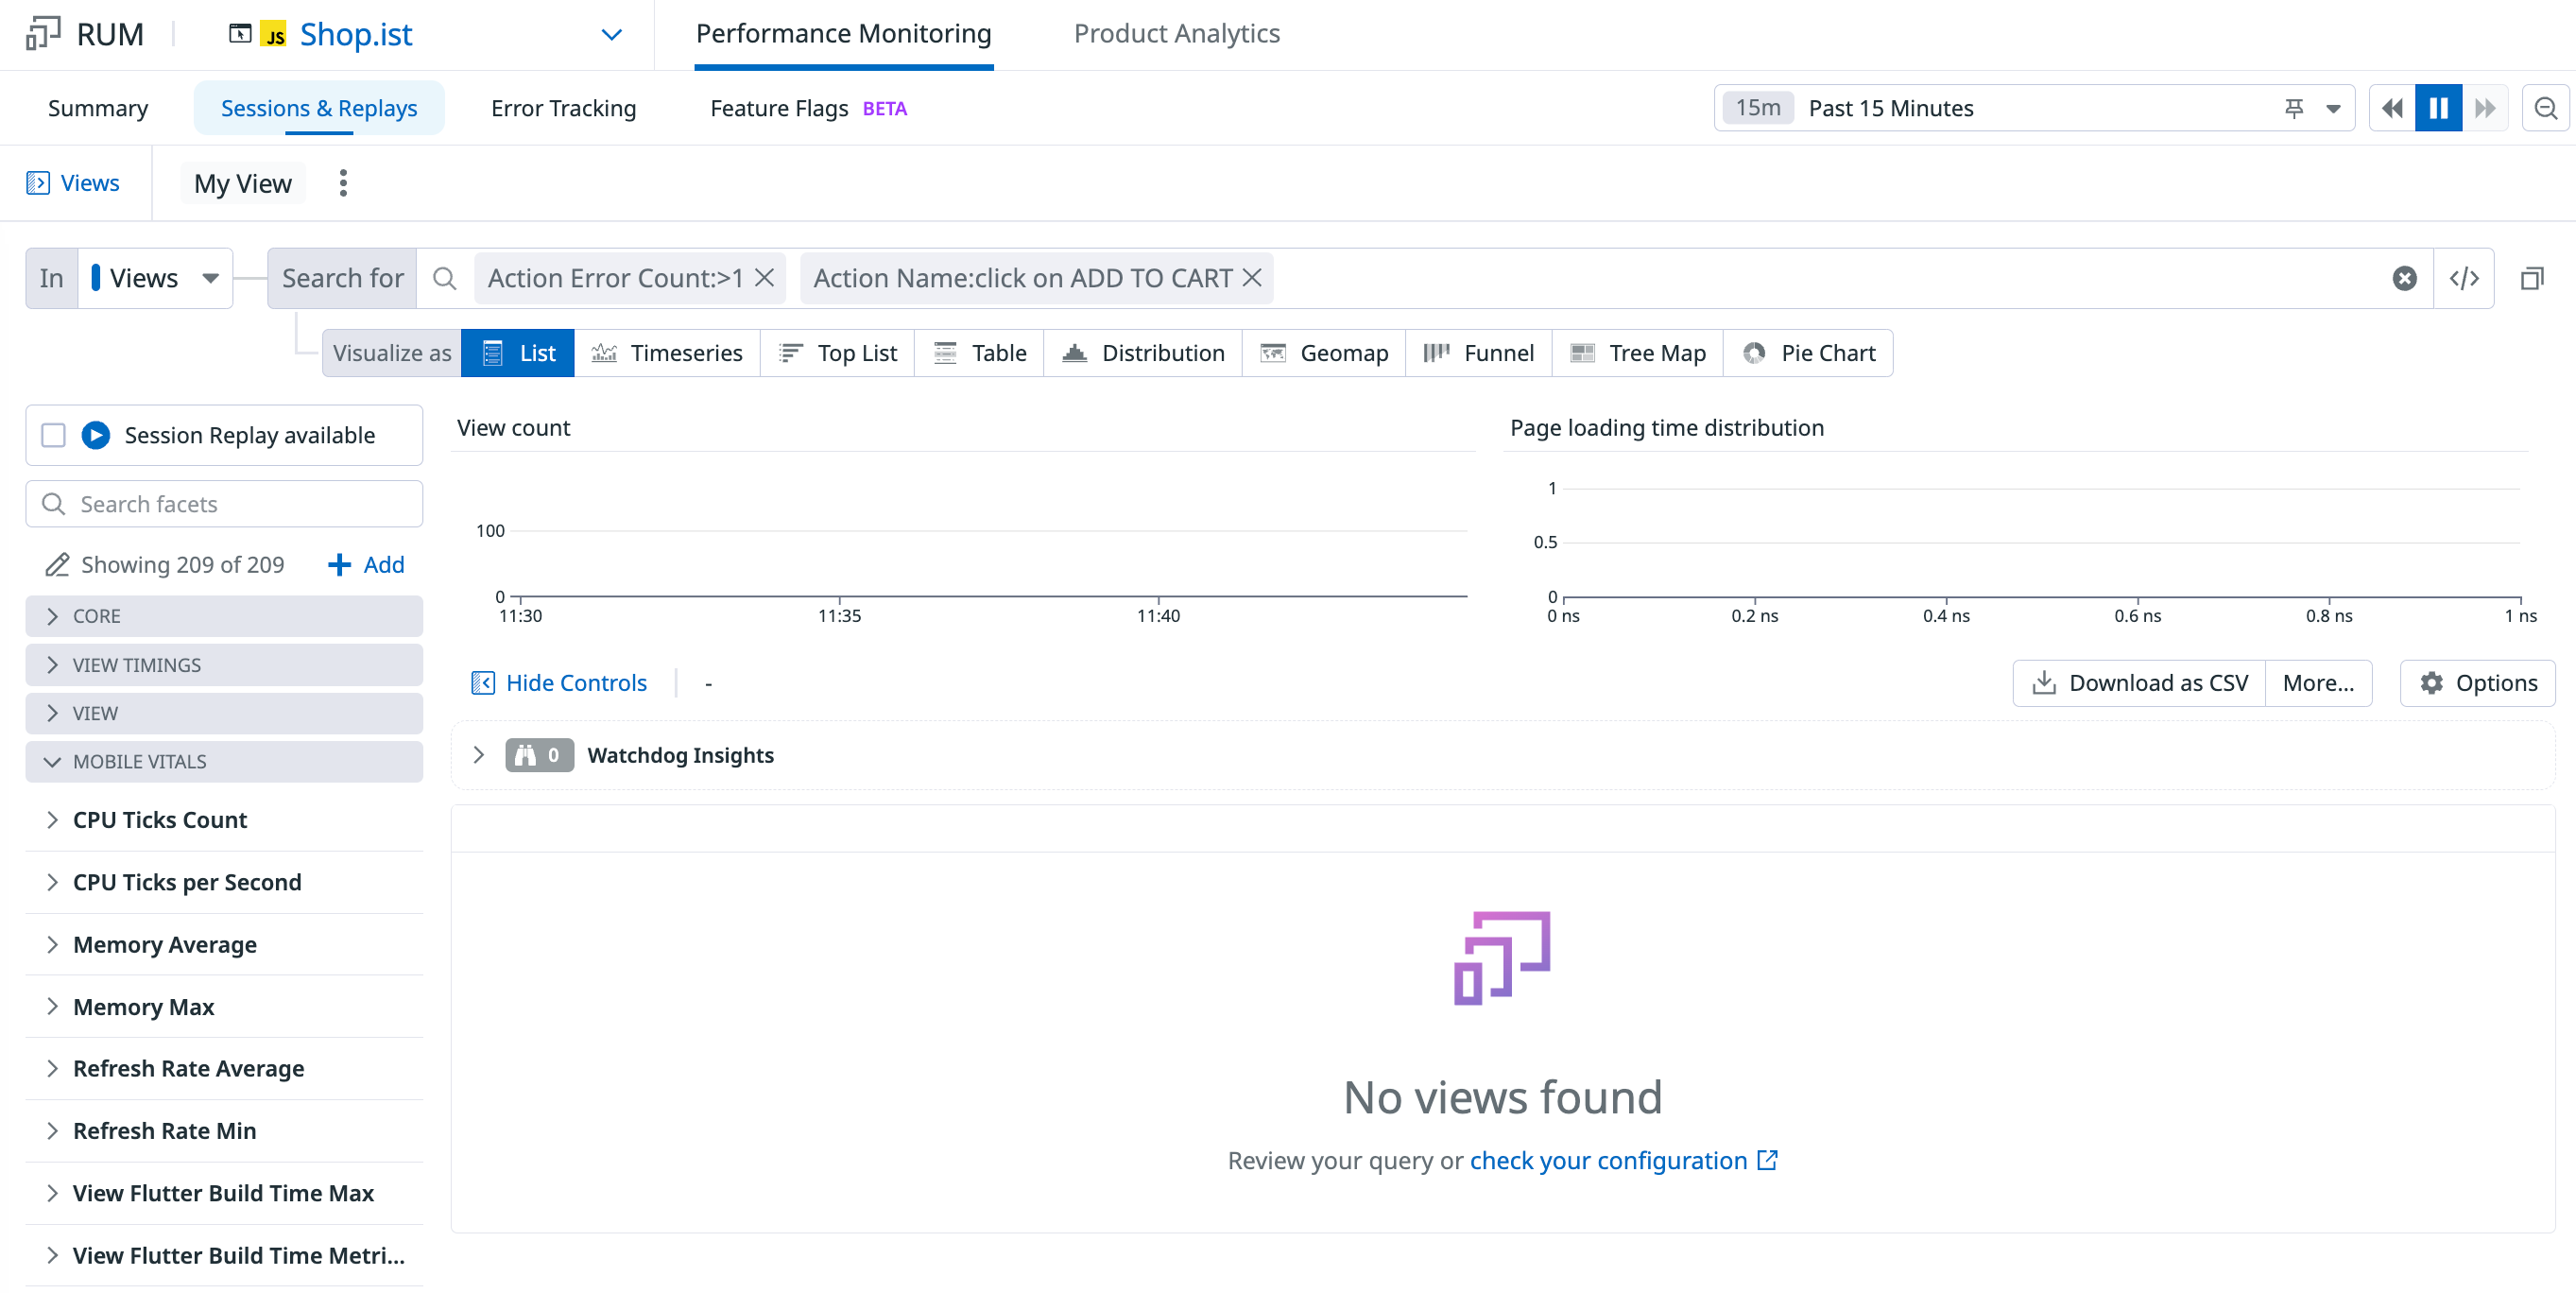 RUM JS Shop.ist Performance Monitoring Product Analytics
Summary Sessions & Replays Error Tracking Feature Flags BETA 15m Past 15 Minutes
Views My View
In Views Search for Action Error Count:>1 Action Name:click on ADD TO CART </>
Visualize as List Timeseries Top List Table Distribution Geomap Funnel Tree Map Pie Chart
Session Replay available
Search facets
Showing 209 of 209 Add
CORE
VIEW TIMINGS
VIEW
MOBILE VITALS
CPU Ticks Count
CPU Ticks per Second
Memory Average
Memory Max
Refresh Rate Average
Refresh Rate Min
View Flutter Build Time Max
View Flutter Build Time Metri...
View count
100
0
11:30 11:35 11:40
Page loading time distribution
1
0.5
0
0 ns 0.2 ns 0.4 ns 0.6 ns 0.8 ns 1 ns
Hide Controls - Download as CSV More... Options
0 Watchdog Insights
No views found
Review your query or check your configuration